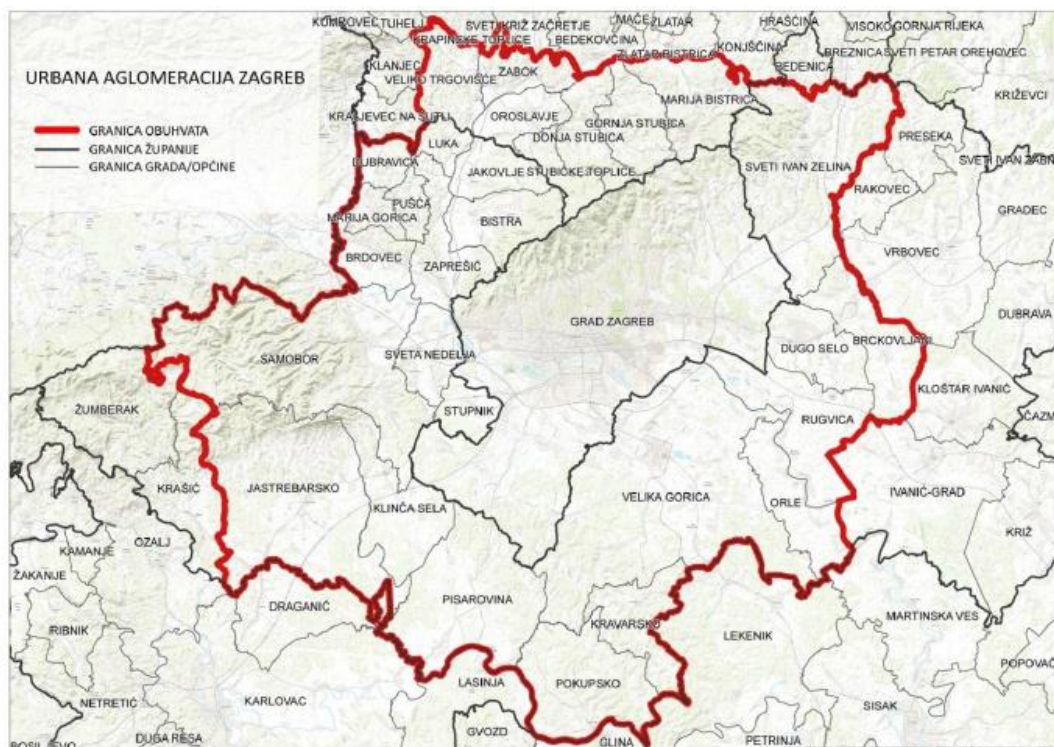 KUMROVEC
TUHELJ
SVETI KRIŽ ZAČRETJE
MAČE
ZLATAR
HRAŠĆINA
VISOKO
GORNJA RIJEKA
KRAPINSKE TOPLICE
BEDEKOVČINA
ZLATAR BISTRICA
KONJŠĆINA
BREZNICA
SVETI PETAR OREHOVEC
KLANJEC
VELIKO TRGOVIŠĆE
ZABOK
BEDENICA
KRIŽEVCI
URBANA AGLOMERACIJA ZAGREB
GRANICA OBUHVATA
GRANICA ŽUPANIJE
GRANICA GRADA/OPĆINE
KRALJEVEC NA SUTLI
OROSLAVJE
MARIJA BISTRICA
GORNJA STUBICA
DONJA STUBICA
PRESEKA
LUKA
DUBRAVICA
JAKOVLJE
STUBIČKE TOPLICE
SVETI IVAN ZELINA
SVETI IVAN
RAKOVEC
PUŠĆA
MARIJA GORICA
BISTRA
GRADEC
BRDOVEC
ZAPREŠIĆ
VRBOVEC
GRAD ZAGREB
DUBRAVA
SAMOBOR
SVETA NEDELJA
DUGO SELO
BRCKOVLJANI
ŽUMBERAK
STUPNIK
KLOŠTAR IVANIĆ
RUGVICA
ČAZM
KRAŠIĆ
JASTREBARSKO
KLINČA SELA
VELIKA GORICA
ORLE
IVANIĆ-GRAD
OZALJ
KRIŽ
KAMANJE
ŽAKANJE
DRAGANIĆ
PISAROVINA
KRAVARSKO
LEKENIK
MARTINSKA VES
RIBNIK
POPOVAČ
NETRETIĆ
KARLOVAC
LASINJA
POKUPSKO
SISAK
GVOZD
GLINA
PETRINJA
DUGA RESA